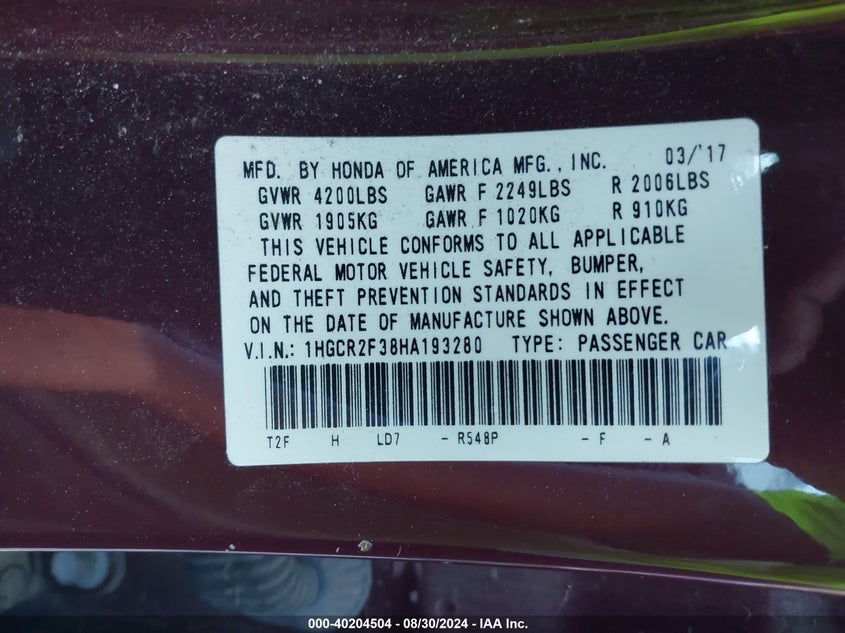 MFD. BY HONDA OF AMERICA MFG., INC. 03/'17
GVWR 4200LBS GAWR F 2249LBS R 2006LBS
GVWR 1905KG GAWR F 1020KG R 910KG
THIS VEHICLE CONFORMS TO ALL APPLICABLE
FEDERAL MOTOR VEHICLE SAFETY, BUMPER,
AND THEFT PREVENTION STANDARDS IN EFFECT
ON THE DATE OF MANUFACTURE SHOWN ABOVE.
V.I.N.: 1HGCR2F38HA193280 TYPE: PASSENGER CAR
T2F H LD7 - R548P - F - A
000-40204504 - 08/30/2024 - IAA Inc.